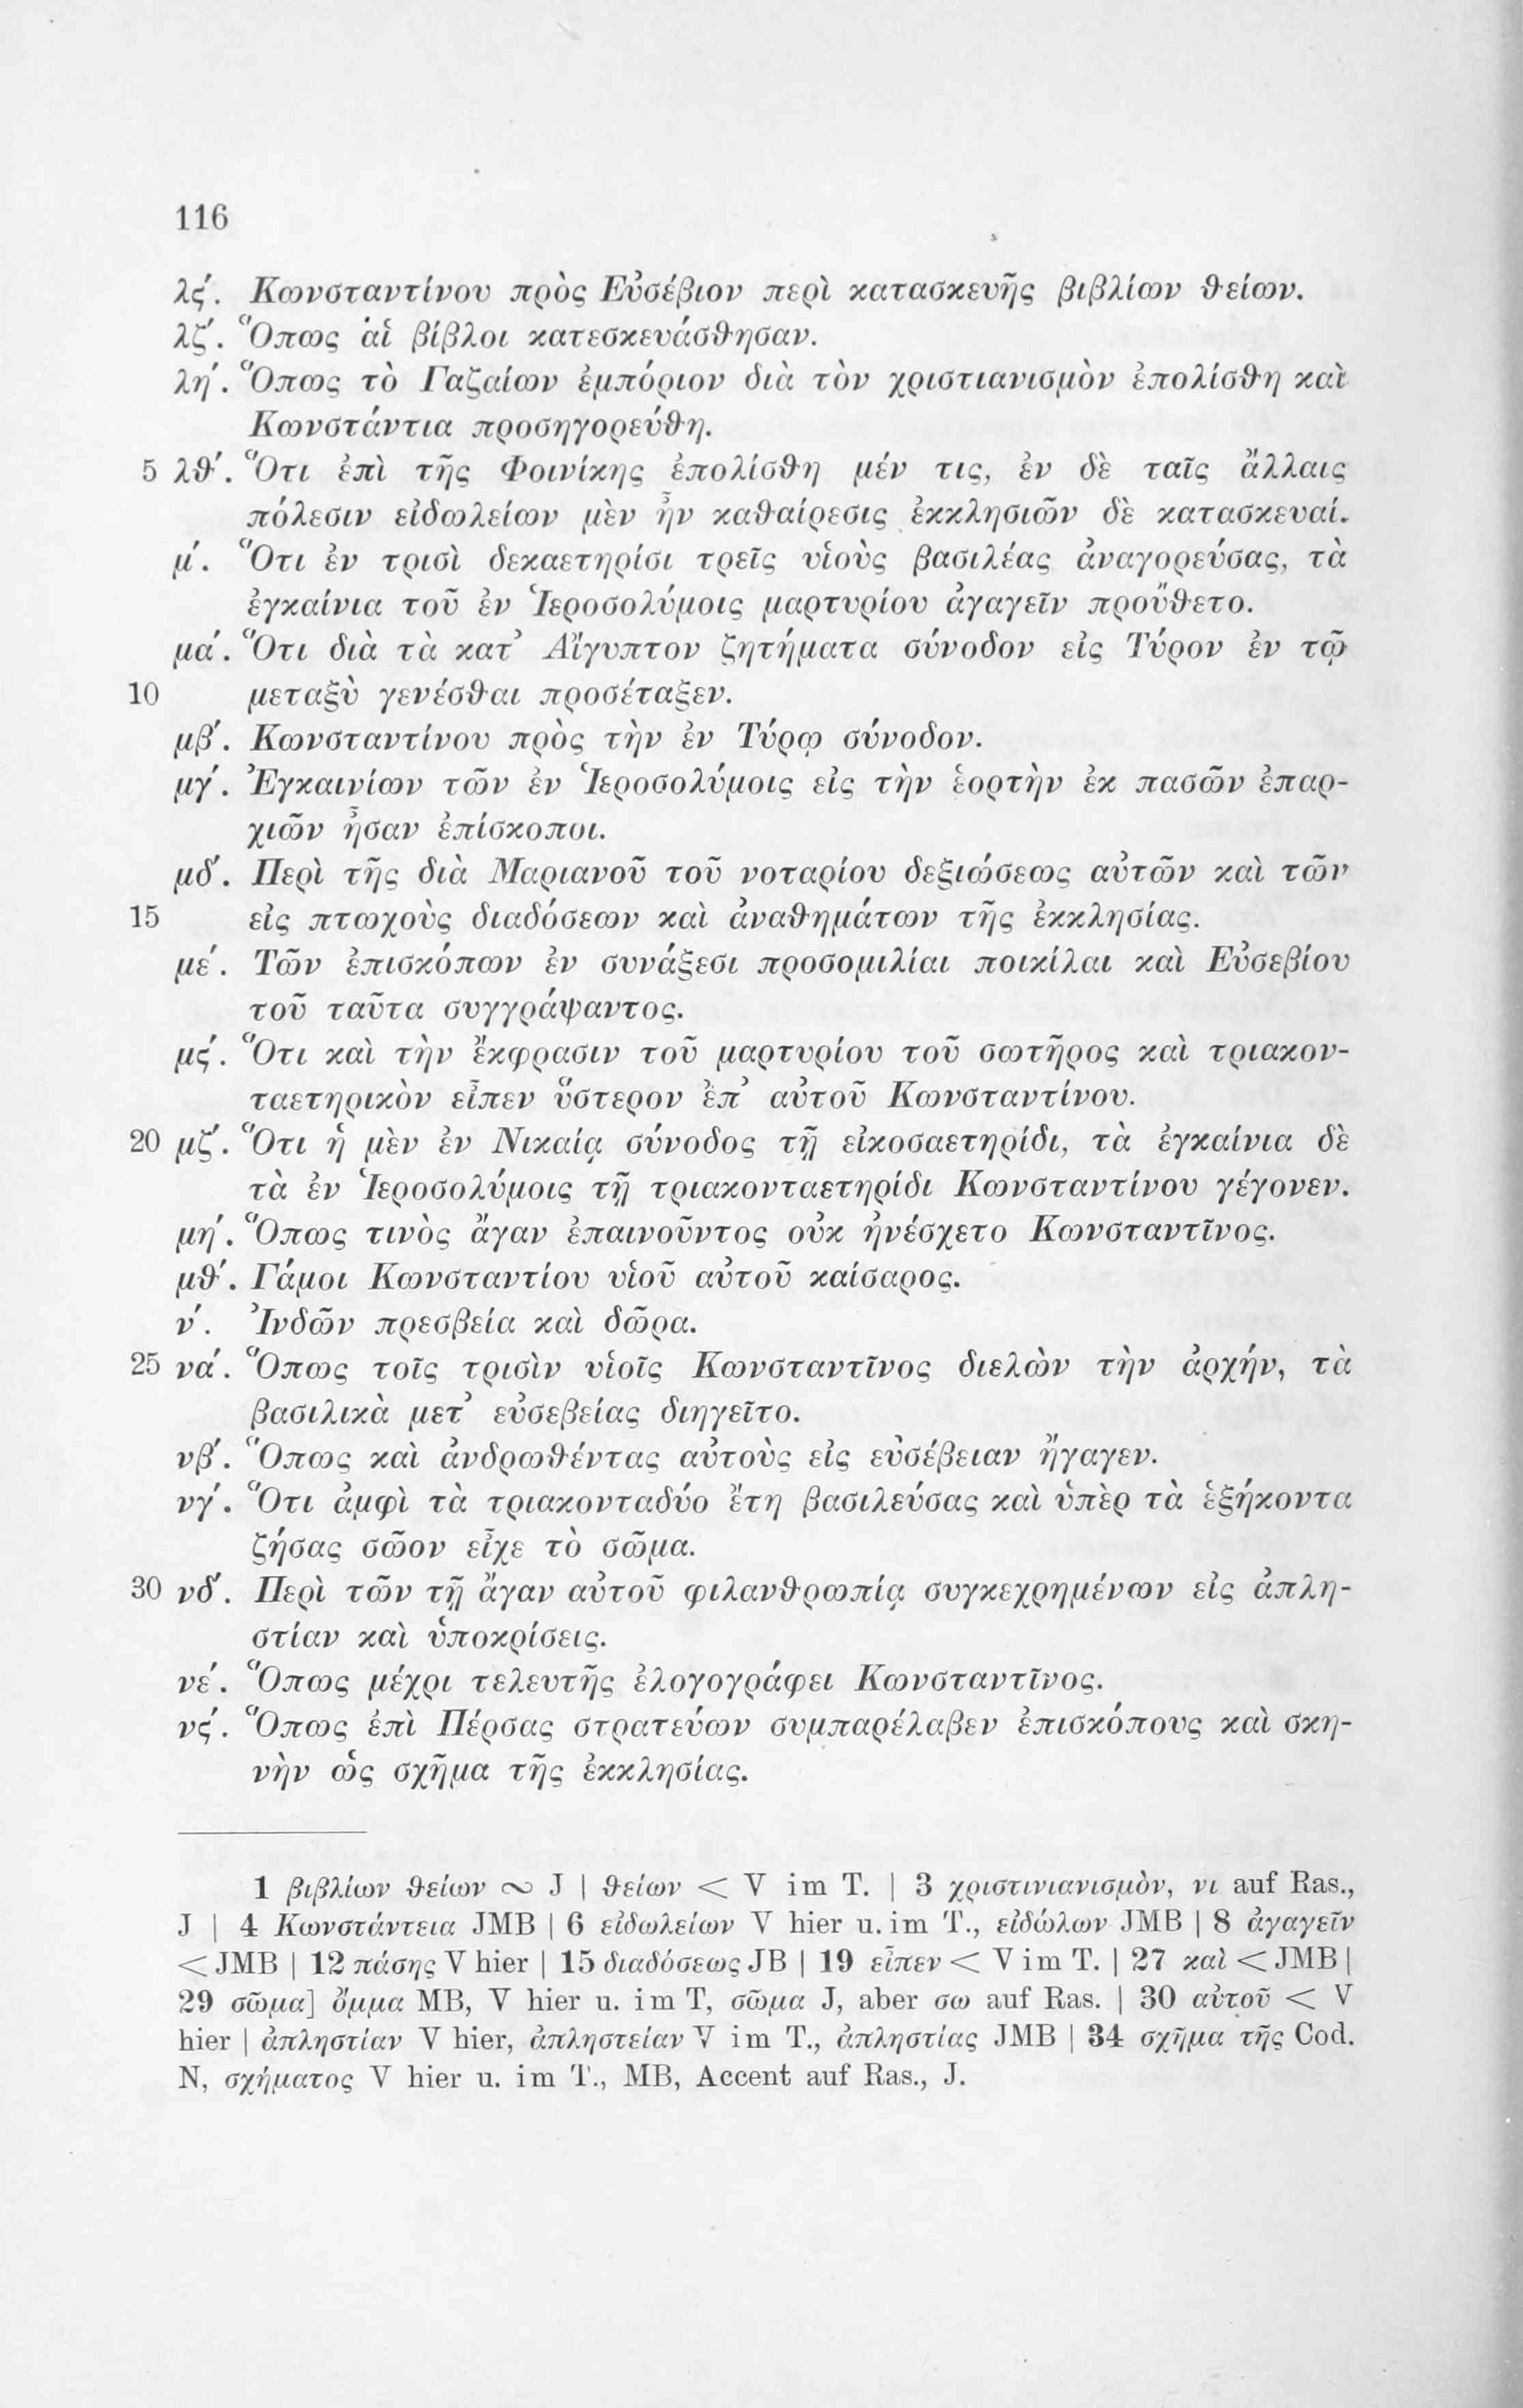 116
λϛ΄. Κωνσταντίνου πρὸς Εὐσέβιον περὶ κατασκευῆς βιβλίων θείων.
λζ΄. Ὅπως αἱ βίβλοι κατεσκευάσθησαν.
λη΄. Ὅπως τὸ Γαζαίων ἐμπόριον διὰ τὸν χριστιανισμὸν ἐπολίσθη καὶ
Κωνστάντια προσηγορεύθη.
5 λθ΄. Ὅτι ἐπὶ τῆς Φοινίκης ἐπολίσθη μέν τις, ἐν δὲ ταῖς ἄλλαις
πόλεσιν εἰδωλείων μὲν ἦν καθαίρεσις ἐκκλησιῶν δὲ κατασκευαί.
μ΄. Ὅτι ἐν τρισὶ δεκαετηρίσι τρεῖς υἱοὺς βασιλέας ἀναγορεύσας, τὰ
ἐγκαίνια τοῦ ἐν Ἱεροσολύμοις μαρτυρίου ἀγαγεῖν προὔθετο.
μα΄. Ὅτι διὰ τὰ κατ᾽ Αἴγυπτον ζητήματα σύνοδον εἰς Τύρον ἐν τῷ
10 μεταξὺ γενέσθαι προσέταξεν.
μβ΄. Κωνσταντίνου πρὸς τὴν ἐν Τύρῳ σύνοδον.
μγ΄. Ἐγκαινίων τῶν ἐν Ἱεροσολύμοις εἰς τὴν ἑορτὴν ἐκ πασῶν ἐπαρ-
χιῶν ἦσαν ἐπίσκοποι.
μδ΄. Περὶ τῆς διὰ Μαριανοῦ τοῦ νοταρίου δεξιώσεως αὐτῶν καὶ τῶν
15 εἰς πτωχοὺς διαδόσεων καὶ ἀναθημάτων τῆς ἐκκλησίας.
με΄. Τῶν ἐπισκόπων ἐν συνάξεσι προσομιλίαι ποικίλαι καὶ Εὐσεβίου
τοῦ ταῦτα συγγράψαντος.
μϛ΄. Ὅτι καὶ τὴν ἔκφρασιν τοῦ μαρτυρίου τοῦ σωτῆρος καὶ τριακον-
ταετηρικὸν εἶπεν ὕστερον ἐπ᾽ αὐτοῦ Κωνσταντίνου.
20 μζ΄. Ὅτι ἡ μὲν ἐν Νικαίᾳ σύνοδος τῇ εἰκοσαετηρίδι, τὰ ἐγκαίνια δὲ
τὰ ἐν Ἱεροσολύμοις τῇ τριακονταετηρίδι Κωνσταντίνου γέγονεν.
μη΄. Ὅπως τινὸς ἄγαν ἐπαινοῦντος οὐκ ἠνέσχετο Κωνσταντῖνος.
μθ΄. Γάμοι Κωνσταντίου υἱοῦ αὐτοῦ καίσαρος.
ν΄. Ἰνδῶν πρεσβεία καὶ δῶρα.
25 να΄. Ὅπως τοῖς τρισὶν υἱοῖς Κωνσταντῖνος διελὼν τὴν ἀρχήν, τὰ
βασιλικὰ μετ᾽ εὐσεβείας διηγεῖτο.
νβ΄. Ὅπως καὶ ἀνδρωθέντας αὐτοὺς εἰς εὐσέβειαν ἤγαγεν.
νγ΄. Ὅτι ἀμφὶ τὰ τριακονταδύο ἔτη βασιλεύσας καὶ ὑπὲρ τὰ ἑξήκοντα
ζήσας σῶον εἶχε τὸ σῶμα.
30 νδ΄. Περὶ τῶν τῇ ἄγαν αὐτοῦ φιλανθρωπίᾳ συγκεχρημένων εἰς ἀπλη-
στίαν καὶ ὑποκρίσεις.
νε΄. Ὅπως μέχρι τελευτῆς ἐλογογράφει Κωνσταντῖνος.
νϛ΄. Ὅπως ἐπὶ Πέρσας στρατεύων συμπαρέλαβεν ἐπισκόπους καὶ σκη-
νὴν ὡς σχῆμα τῆς ἐκκλησίας.
1 βιβλίων θείων ∾ J | θείων < V im T. | 3 χριστινιανισμὸν, νι auf Ras.,
J | 4 Κωνστάντεια JMB | 6 εἰδωλείων V hier u. im T., εἰδώλων JMB | 8 ἀγαγεῖν
< JMB | 12 πάσης V hier | 15 διαδόσεως JB | 19 εἶπεν < V im T. | 27 καὶ < JMB |
29 σῶμα] ὄμμα MB, V hier u. im T, σῶμα J, aber σω auf Ras. | 30 αὐτοῦ < V
hier | ἀπληστίαν V hier, ἀπληστείαν V im T., ἀπληστίας JMB | 34 σχῆμα τῆς Cod.
N, σχήματος V hier u. im T., MB, Accent auf Ras., J.